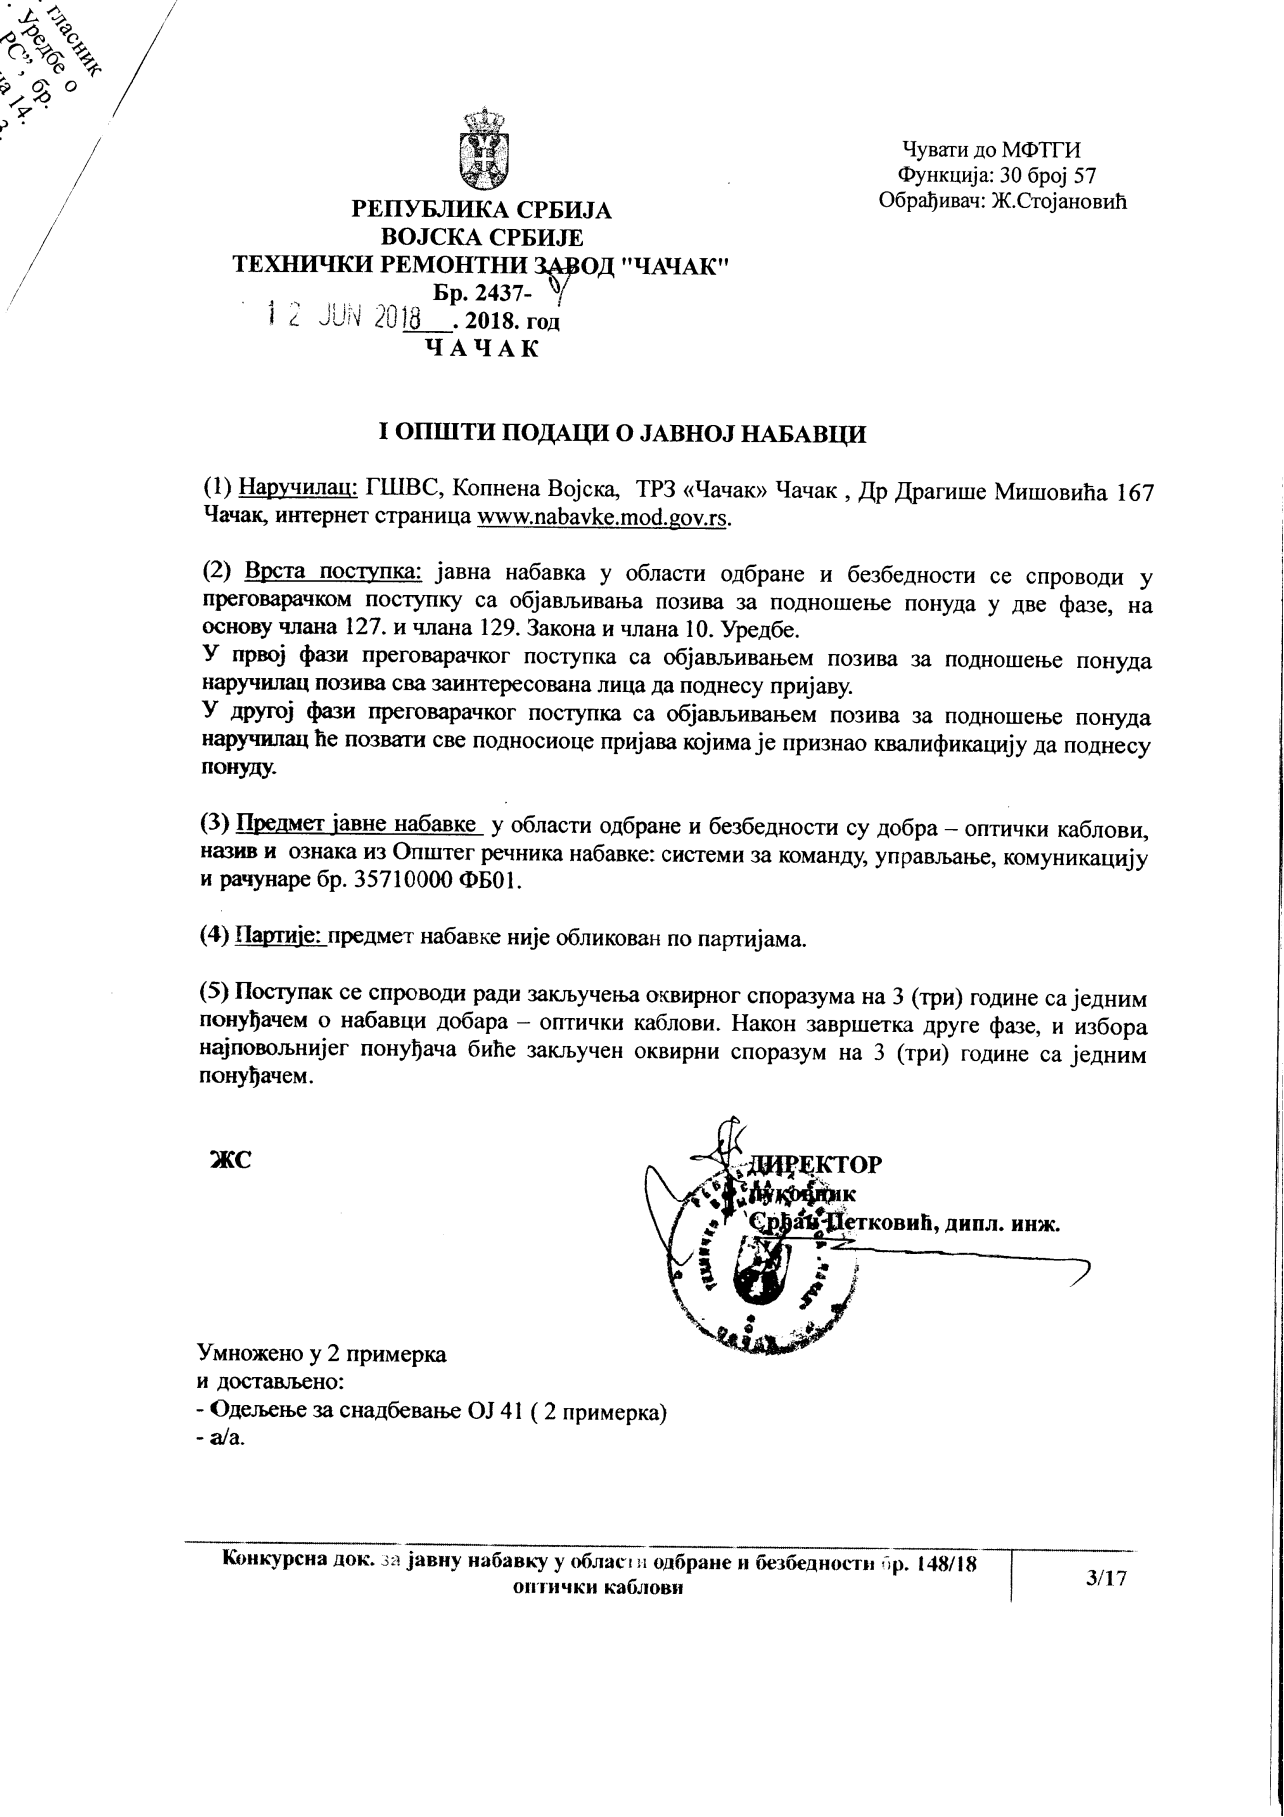 гласник
Уредбе о
РС”, бр.
14.
Чувати до МФТГИ
Функција: 30 број 57
Обрађивач: Ж.Стојановић
РЕПУБЛИКА СРБИЈА
ВОЈСКА СРБИЈЕ
ТЕХНИЧКИ РЕМОНТНИ ЗАВОД "ЧАЧАК"
Бр. 2437-
12 JUN 2018 . 2018. год
Ч А Ч А К
I ОПШТИ ПОДАЦИ О ЈАВНОЈ НАБАВЦИ
(1) Наручилац: ГШВС, Копнена Војска, ТРЗ «Чачак» Чачак , Др Драгише Мишовића 167
Чачак, интернет страница www.nabavke.mod.gov.rs.
(2) Врста поступка: јавна набавка у области одбране и безбедности се спроводи у
преговарачком поступку са објављивања позива за подношење понуда у две фазе, на
основу члана 127. и члана 129. Закона и члана 10. Уредбе.
У првој фази преговарачког поступка са објављивањем позива за подношење понуда
наручилац позива сва заинтересована лица да поднесу пријаву.
У другој фази преговарачког поступка са објављивањем позива за подношење понуда
наручилац ће позвати све подносиоце пријава којима је признао квалификацију да поднесу
понуду.
(3) Предмет јавне набавке у области одбране и безбедности су добра – оптички каблови,
назив и ознака из Општег речника набавке: системи за команду, управљање, комуникацију
и рачунаре бр. 35710000 ФБ01.
(4) Партије: предмет набавке није обликован по партијама.
(5) Поступак се спроводи ради закључења оквирног споразума на 3 (три) године са једним
понуђачем о набавци добара – оптички каблови. Након завршетка друге фазе, и избора
најповољнијег понуђача биће закључен оквирни споразум на 3 (три) године са једним
понуђачем.
ЖС
ДИРЕКТОР
пуковник
Срђан Петковић, дипл. инж.
Умножено у 2 примерка
и достављено:
- Одељење за снадбевање ОЈ 41 ( 2 примерка)
- а/а.
Конкурсна док. за јавну набавку у области одбране и безбедности бр. 148/18
оптички каблови
3/17